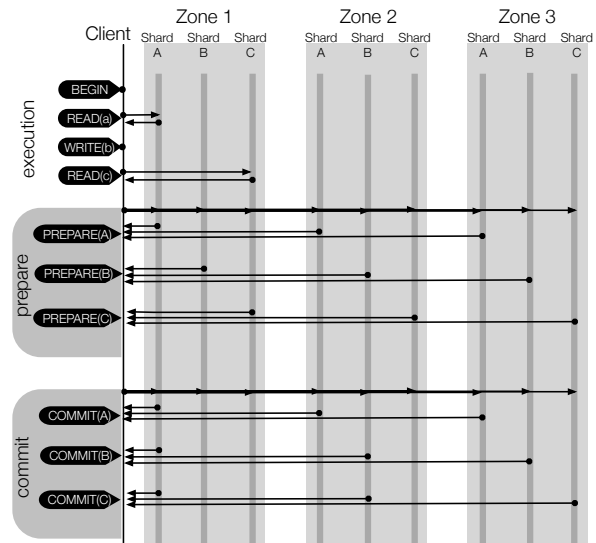 Zone 1 Zone 2 Zone 3
Client Shard Shard Shard Shard Shard Shard Shard Shard Shard
A B C A B C A B C
execution
BEGIN
READ(a)
WRITE(b)
READ(c)
prepare
PREPARE(A)
PREPARE(B)
PREPARE(C)
commit
COMMIT(A)
COMMIT(B)
COMMIT(C)